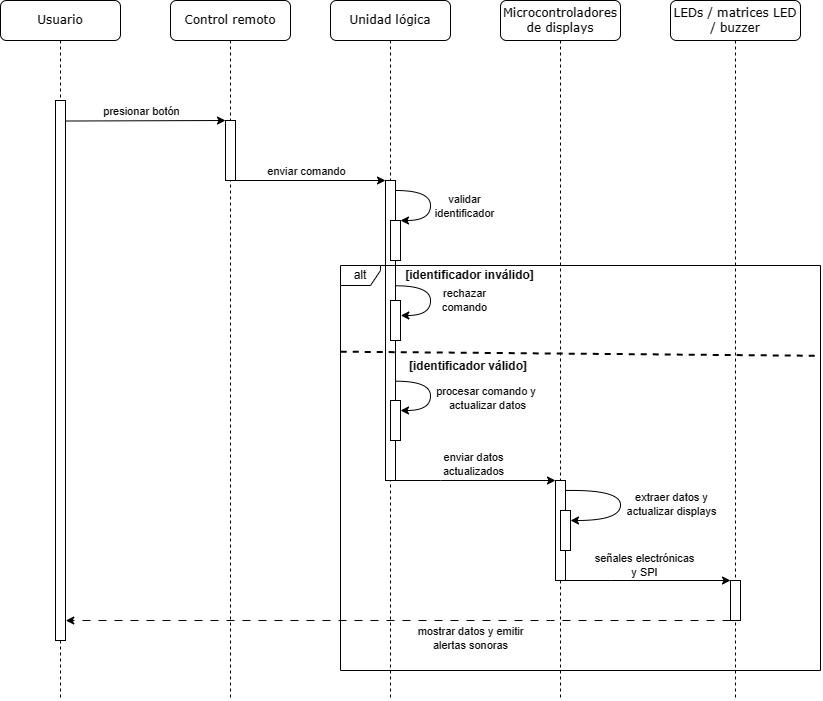 Usuario
Control remoto
Unidad lógica
Microcontroladores
de displays
LEDs / matrices LED
/ buzzer
presionar botón
enviar comando
validar
identificador
alt
[identificador inválido]
rechazar
comando
[identificador válido]
procesar comando y
actualizar datos
enviar datos
actualizados
extraer datos y
actualizar displays
señales electrónicas
y SPI
mostrar datos y emitir
alertas sonoras